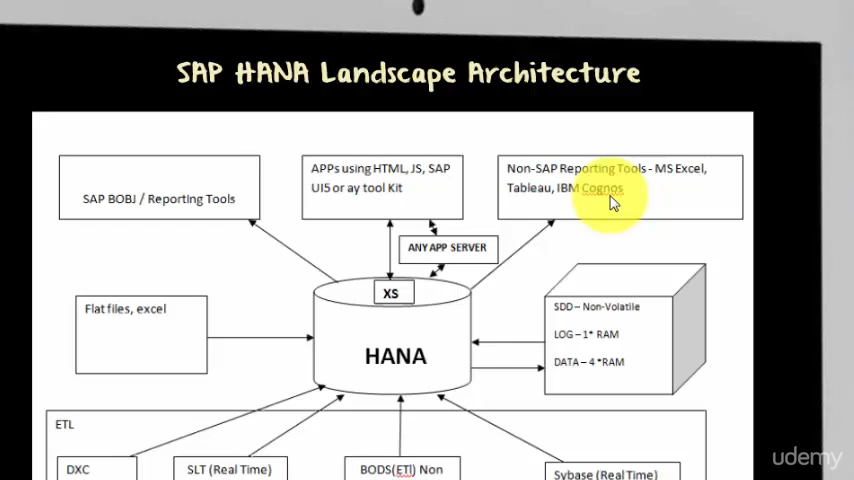 SAP HANA Landscape Architecture
SAP BOBJ / Reporting Tools
APPs using HTML, JS, SAP
UI5 or ay tool Kit
Non-SAP Reporting Tools - MS Excel,
Tableau, IBM Cognos
ANY APP SERVER
XS
HANA
Flat files, excel
SDD – Non-Volatile
LOG – 1* RAM
DATA – 4 *RAM
ETL
DXC
SLT (Real Time)
BODS(ETl) Non
Sybase (Real Time)
udemy